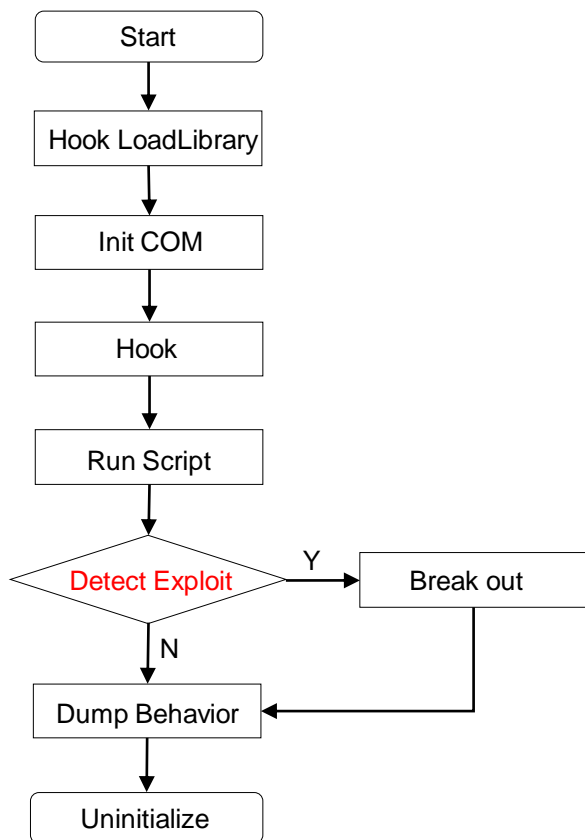 Start
Hook LoadLibrary
Init COM
Hook
Run Script
Detect Exploit
Y
Break out
N
Dump Behavior
Uninitialize